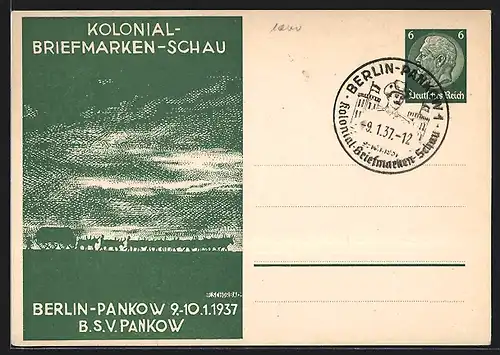 KOLONIAL-
BRIEFMARKEN-SCHAU
BERLIN-PANKOW 9.-10.1.1937
B.S.V. PANKOW
6 6
Deutsches Reich
BERLIN-PANKOW 1
-9.1.37-12
Kolonial-Briefmarken-Schau